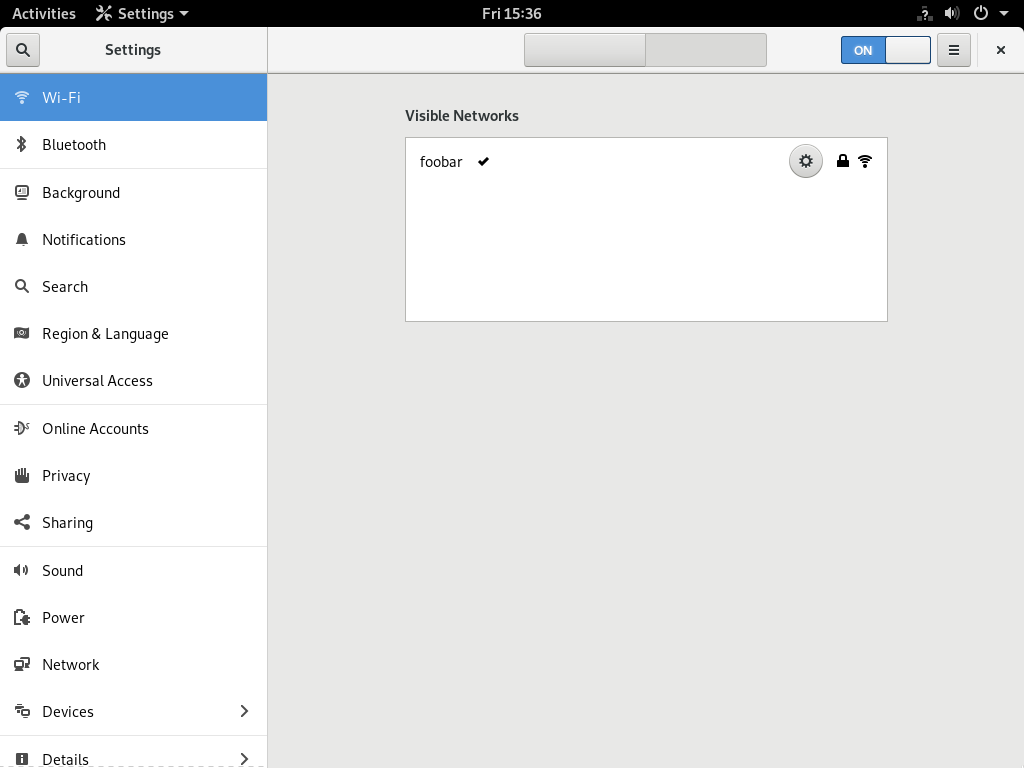 Activities Settings Fri 15:36
Settings ON
Wi-Fi
Bluetooth
Background
Notifications
Search
Region & Language
Universal Access
Online Accounts
Privacy
Sharing
Sound
Power
Network
Devices
Details
Visible Networks
foobar